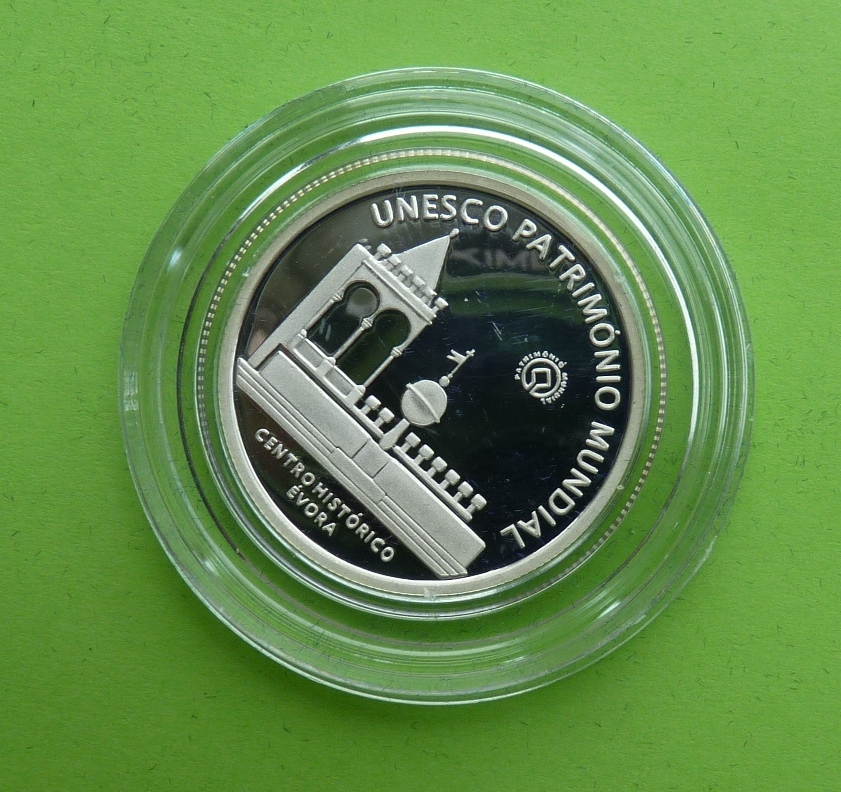 UNESCO PATRIMÓNIO MUNDIAL
PATRIMÓNIO MUNDIAL
CENTRO HISTÓRICO
ÉVORA